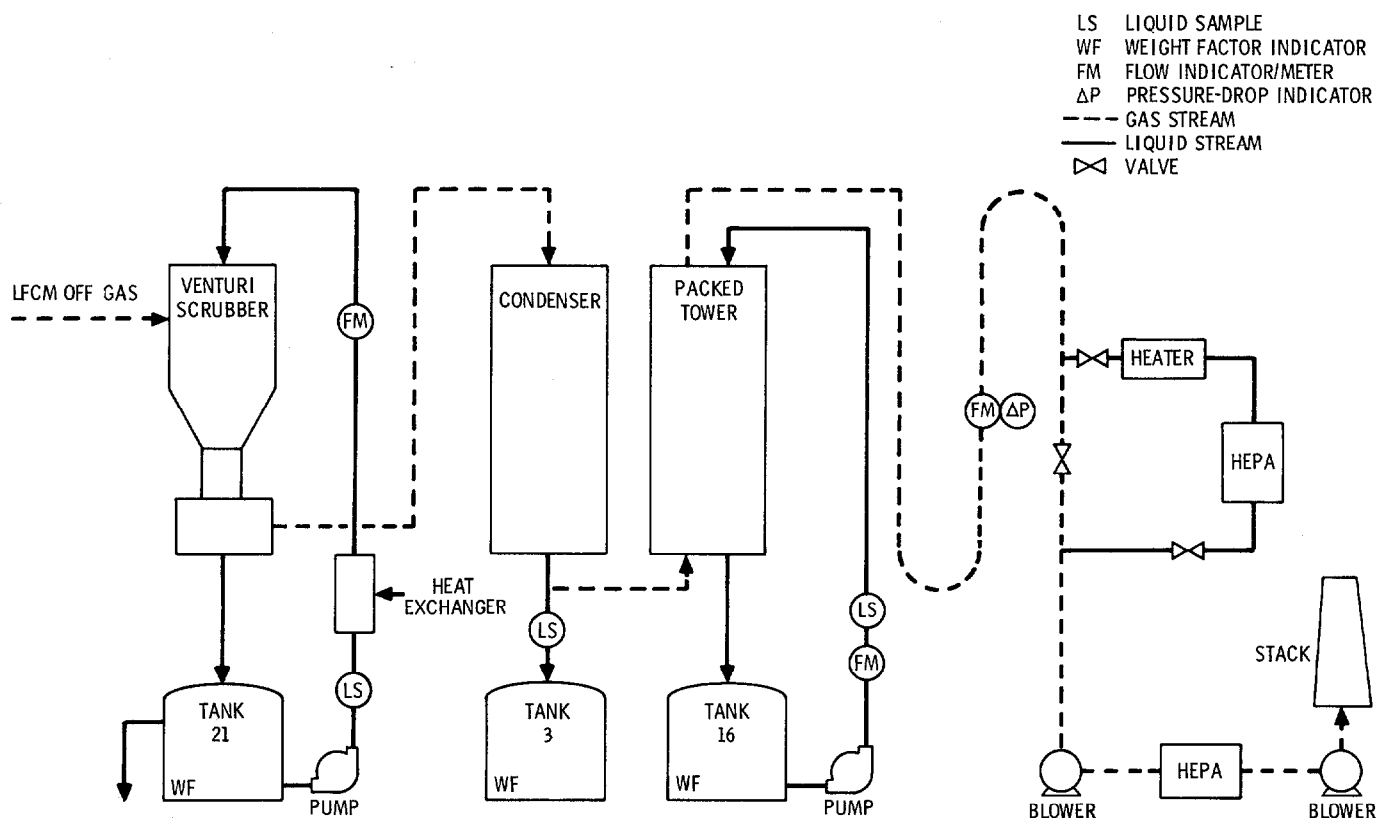 LS LIQUID SAMPLE
WF WEIGHT FACTOR INDICATOR
FM FLOW INDICATOR/METER
ΔP PRESSURE-DROP INDICATOR
GAS STREAM
LIQUID STREAM
VALVE
LFCM OFF GAS
VENTURI
SCRUBBER
FM
CONDENSER
PACKED
TOWER
HEATER
FM
ΔP
HEPA
HEAT
EXCHANGER
LS
LS
FM
LS
STACK
TANK
21
WF
PUMP
TANK
3
WF
TANK
16
WF
PUMP
BLOWER
HEPA
BLOWER